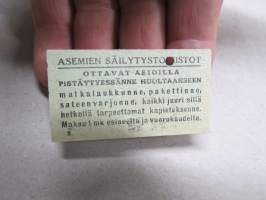 ASEMIEN SÄILYTYSTOIMISTOT
OTTAVAT ASIOILLA
PISTÄYTYESSÄNNE HUOLTAAKSEEN
matkalaukkunne, pakettinne,
sateenvarjonne, kaikki juuri sillä
hetkellä tarpeettomat kapistuksenne.
Maksu 1 mk esineeltä ja vuorokaudelta.